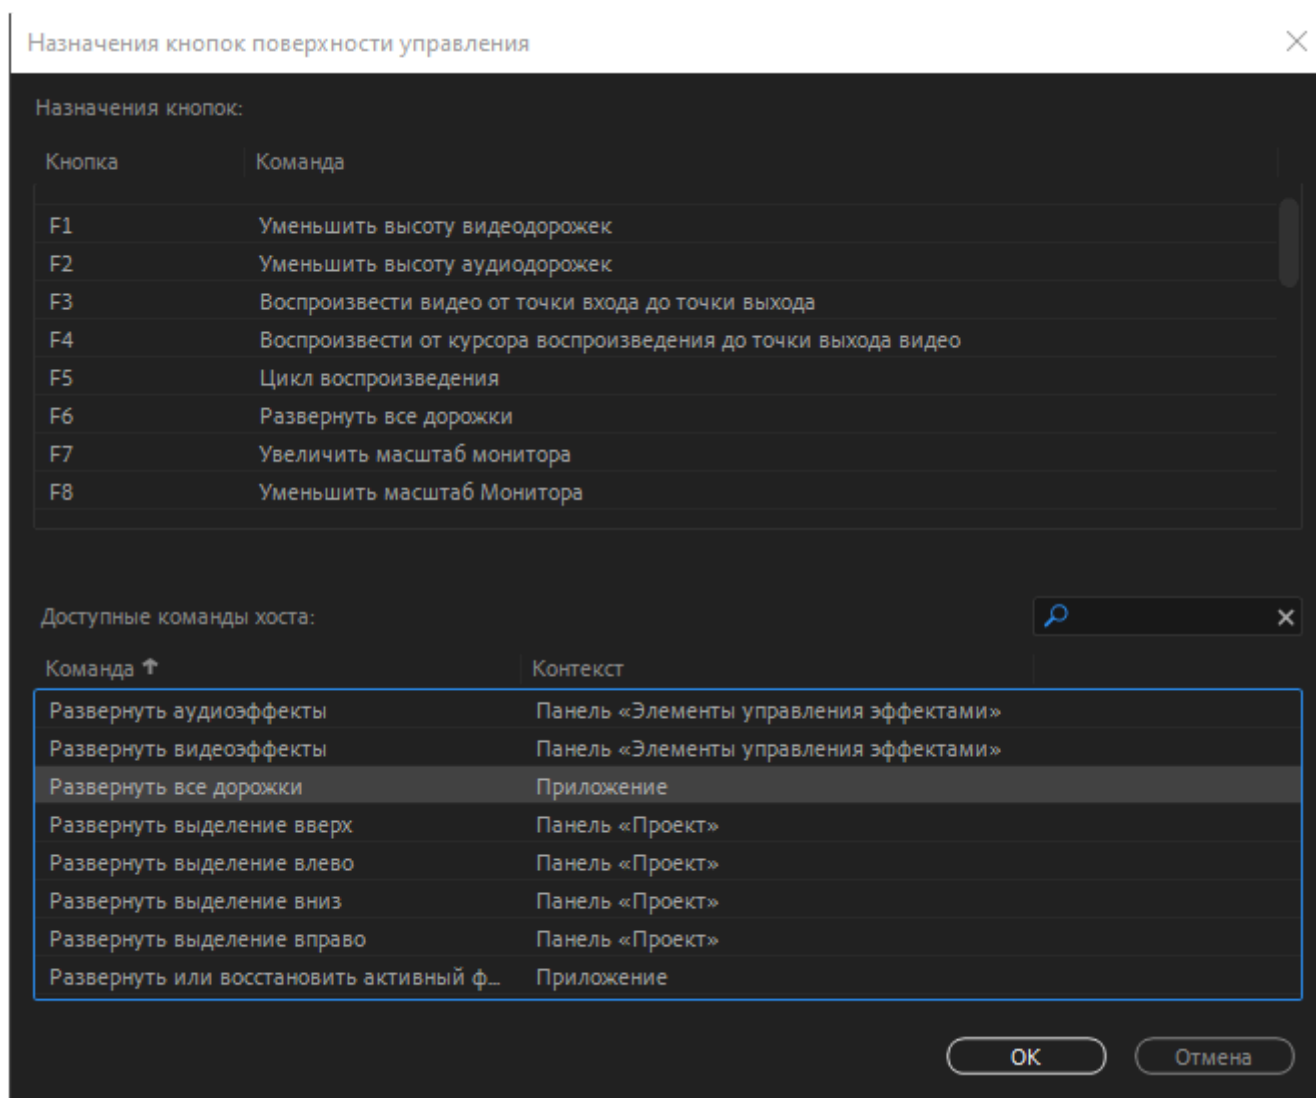 Назначения кнопок поверхности управления
Назначения кнопок:
Кнопка Команда
F1 Уменьшить высоту видеодорожек
F2 Уменьшить высоту аудиодорожек
F3 Воспроизвести видео от точки входа до точки выхода
F4 Воспроизвести от курсора воспроизведения до точки выхода видео
F5 Цикл воспроизведения
F6 Развернуть все дорожки
F7 Увеличить масштаб монитора
F8 Уменьшить масштаб Монитора
Доступные команды хоста:
Команда Контекст
Развернуть аудиоэффекты Панель «Элементы управления эффектами»
Развернуть видеоэффекты Панель «Элементы управления эффектами»
Развернуть все дорожки Приложение
Развернуть выделение вверх Панель «Проект»
Развернуть выделение влево Панель «Проект»
Развернуть выделение вниз Панель «Проект»
Развернуть выделение вправо Панель «Проект»
Развернуть или восстановить активный ф... Приложение
ОК Отмена